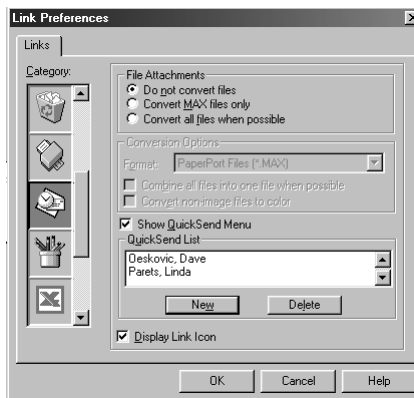 Link Preferences
Links
Category:
File Attachments
Do not convert files
Convert MAX files only
Convert all files when possible
Conversion Options
Format: PaperPort Files (*.MAX)
Combine all files into one file when possible
Convert non-image files to color
Show QuickSend Menu
QuickSend List
Oeskovic, Dave
Parets, Linda
New Delete
Display Link Icon
OK Cancel Help